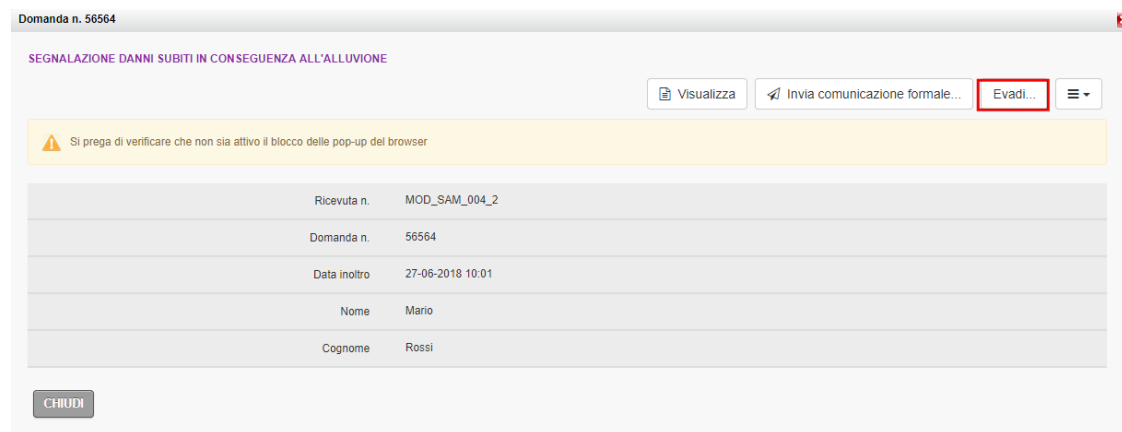 Domanda n. 56564
SEGNALAZIONE DANNI SUBITI IN CONSEGUENZA ALL'ALLUVIONE
Visualizza Invia comunicazione formale... Evadi...
Si prega di verificare che non sia attivo il blocco delle pop-up del browser
Ricevuta n. MOD_SAM_004_2
Domanda n. 56564
Data inoltro 27-06-2018 10:01
Nome Mario
Cognome Rossi
CHIUDI